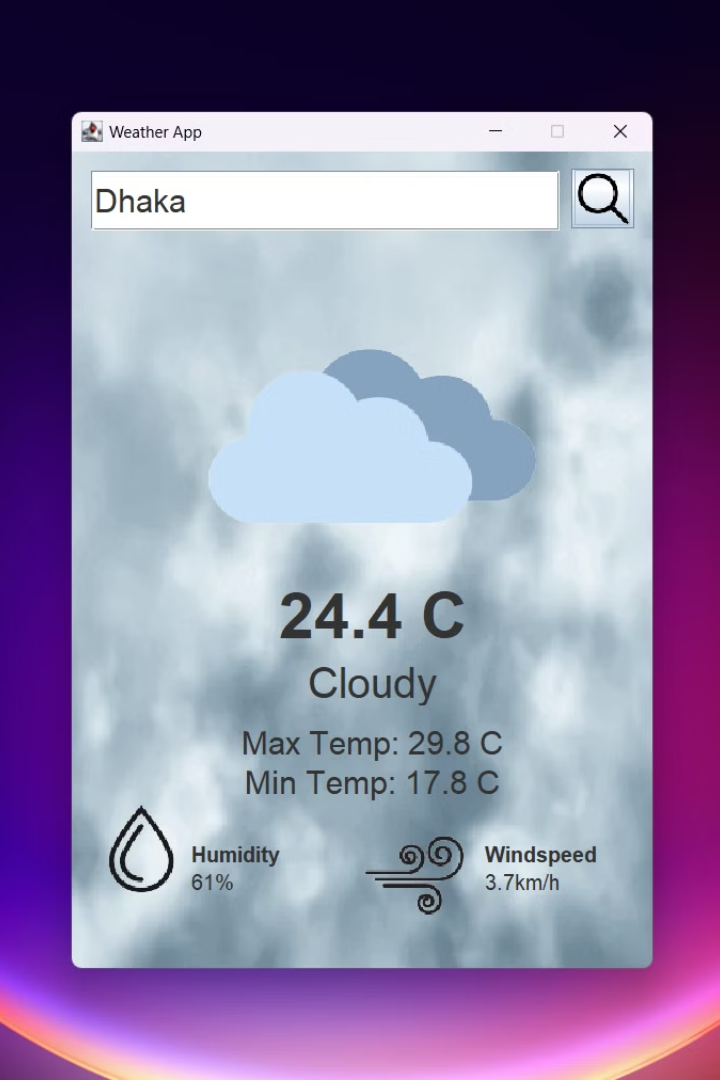 Weather App
Dhaka
24.4 C
Cloudy
Max Temp: 29.8 C
Min Temp: 17.8 C
Humidity
61%
Windspeed
3.7km/h